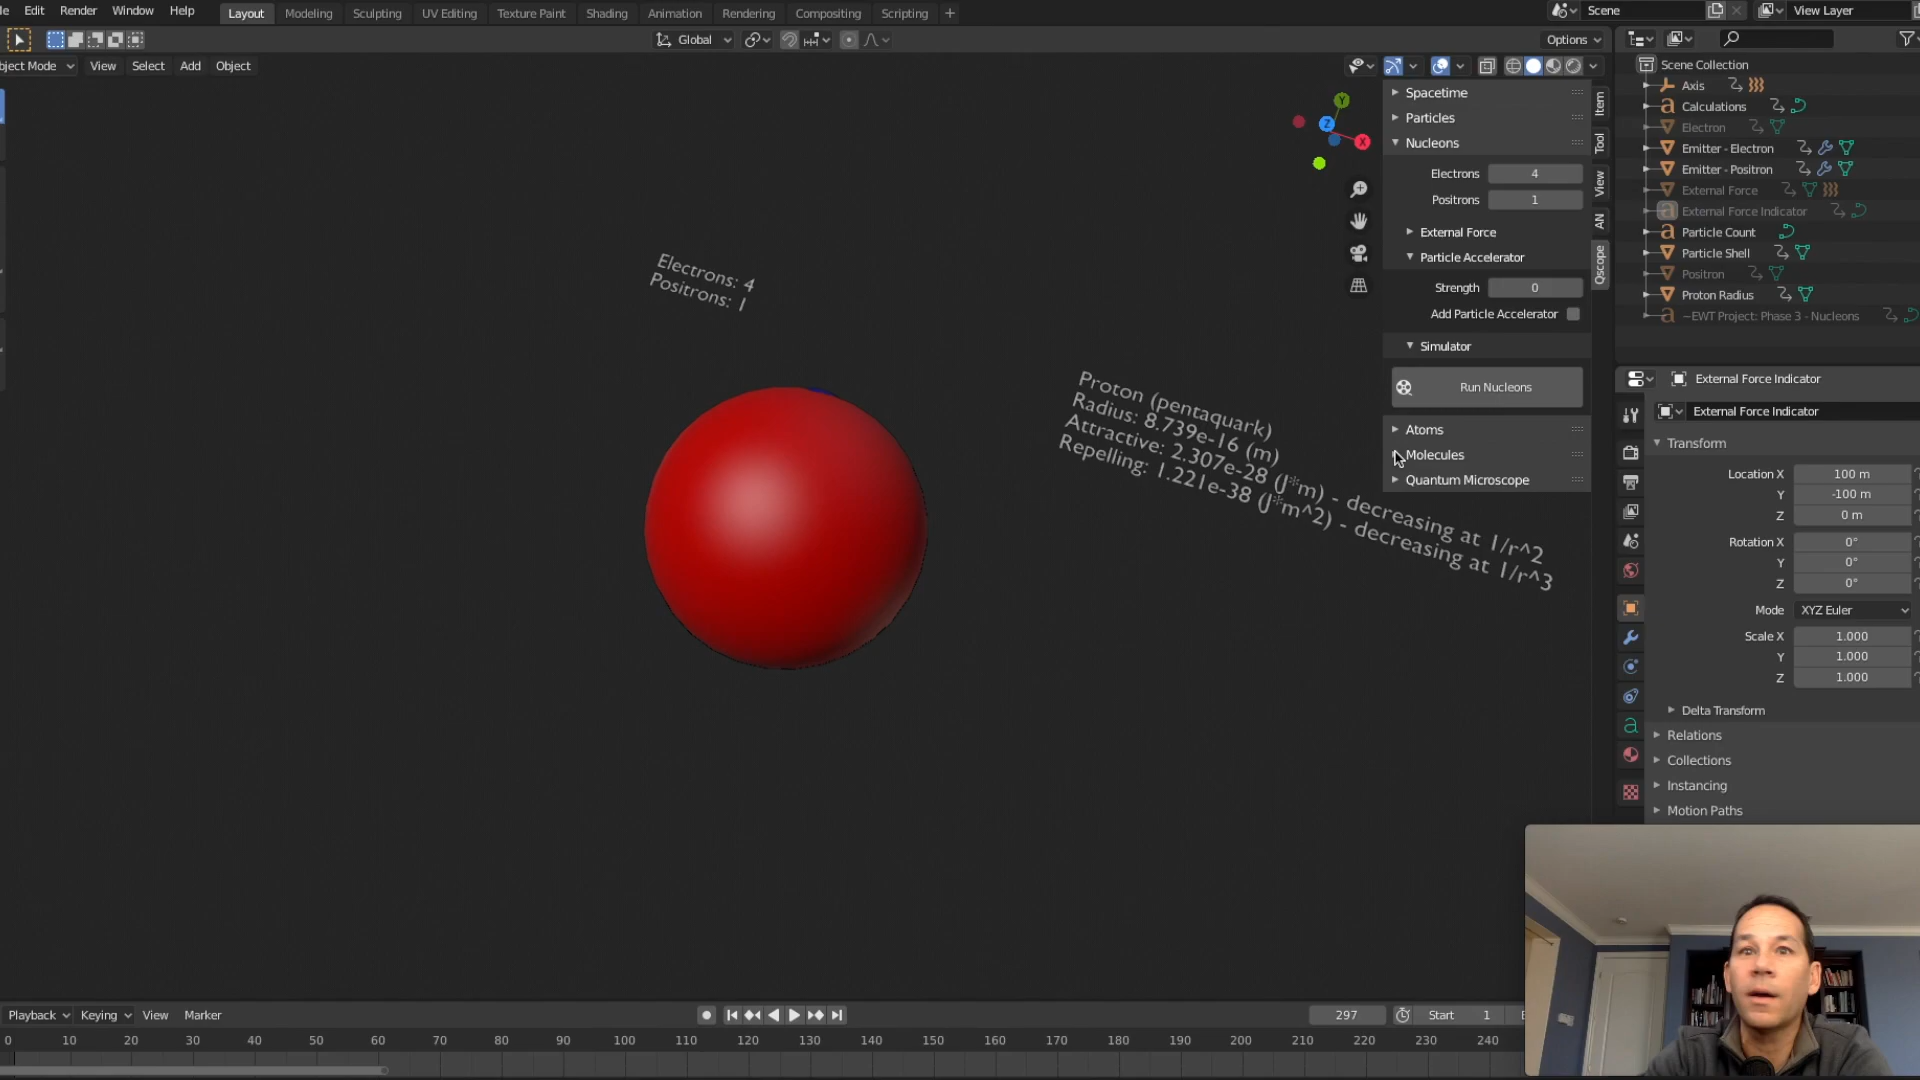 Edit Render Window Help
Layout Modeling Sculpting UV Editing Texture Paint Shading Animation Rendering Compositing Scripting +
Scene
View Layer
Global
Options
View Select Add Object
Electrons: 4
Positrons: 1
Proton (pentaquark)
Radius: 8.739e-16 (m)
Attractive: 2.307e-28 (J*m) - decreasing at 1/r^2
Repelling: 1.221e-38 (J*m^2) - decreasing at 1/r^3
Y
Z
X
Spacetime
Particles
Nucleons
Electrons 4
Positrons 1
External Force
Particle Accelerator
Strength 0
Add Particle Accelerator
Simulator
Run Nucleons
Atoms
Molecules
Quantum Microscope
Item
Tool
View
AN
Qscope
Scene Collection
Axis
Calculations
Electron
Emitter - Electron
Emitter - Positron
External Force
External Force Indicator
Particle Count
Particle Shell
Positron
Proton Radius
~EWT Project: Phase 3 - Nucleons
External Force Indicator
External Force Indicator
Transform
Location X 100 m
Y -100 m
Z 0 m
Rotation X 0°
Y 0°
Z 0°
Mode XYZ Euler
Scale X 1.000
Y 1.000
Z 1.000
Delta Transform
Relations
Collections
Instancing
Motion Paths
Playback Keying View Marker
297
Start 1
0 10 20 30 40 50 60 70 80 90 100 110 120 130 140 150 160 170 180 190 200 210 220 230 240